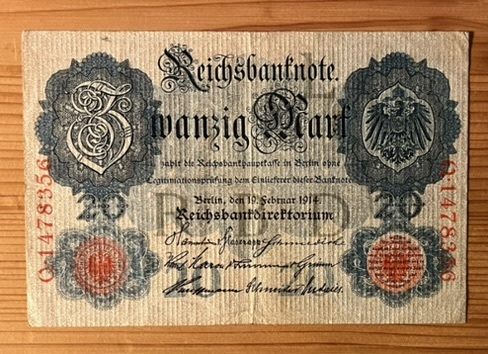 Reichsbanknote.
Zwanzig Mark
zahlt die Reichsbankhauptkasse in Berlin ohne
Legitimationsprüfung dem Einlieferer dieser Banknote
Berlin, den 19. Februar 1914
Reichsbankdirektorium
20
20
Q·1478356
Q·1478356